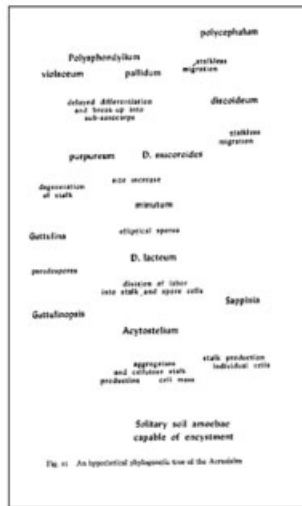 polycephalum
Polysphondylium
violaceum pallidum
stalkless
migration
delayed differentiation
and break up into
sub-sorocarps
discoideum
stalkless
migration
purpureum D. mucoroides
degeneration
of stalk
size increase
minutum
Guttulina
elliptical spores
D. lacteum
pseudospores
division of labor
into stalk and spore cells
Sappinia
Guttulinopsis
Acytostelium
aggregation
and cellulose stalk
production cell mass
stalk production
individual cells
Solitary soil amoebae
capable of encystment
Fig. 91 An hypothetical phylogenetic tree of the Acrasiales